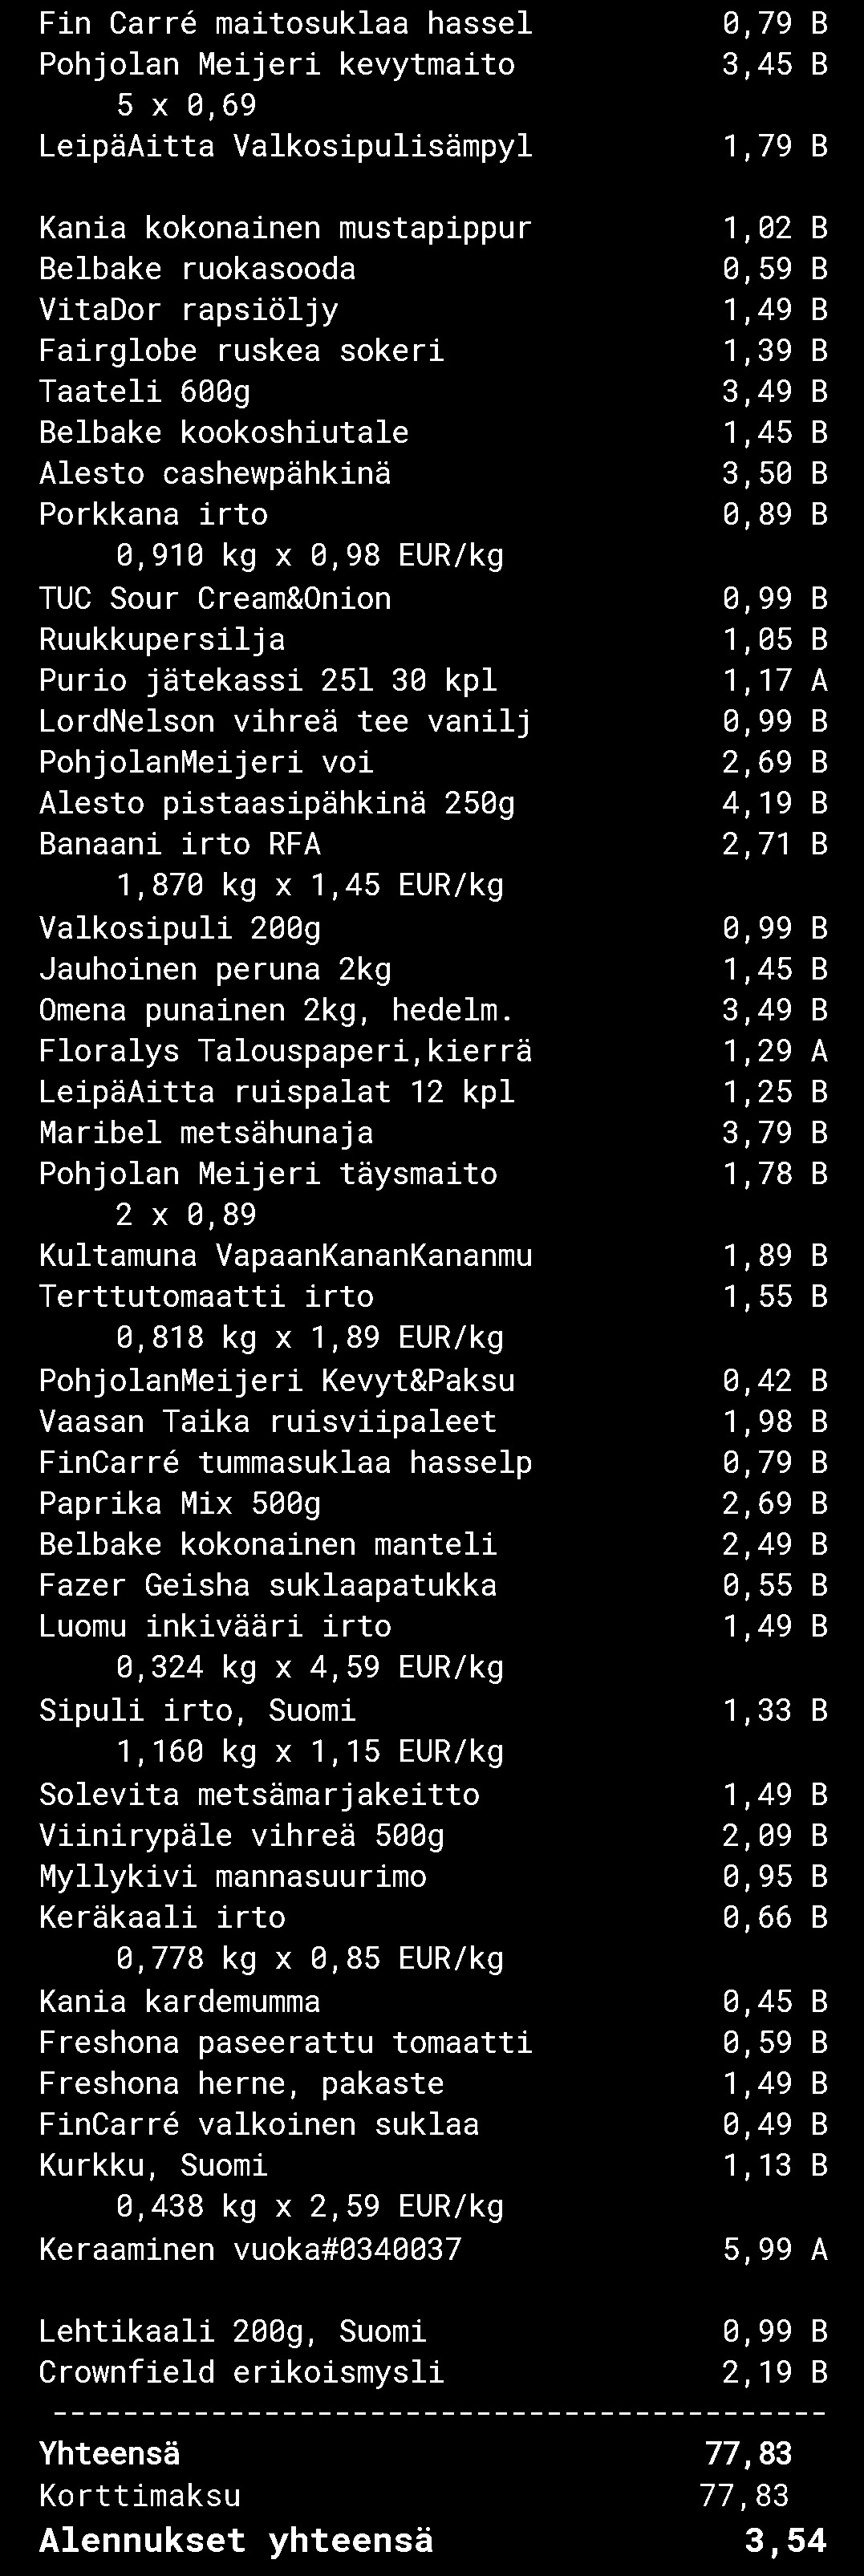 Fin Carré maitosuklaa hassel 0,79 B
Pohjolan Meijeri kevytmaito 3,45 B
5 x 0,69
LeipäAitta Valkosipulisämpyl 1,79 B
Kania kokonainen mustapippur 1,02 B
Belbake ruokasooda 0,59 B
VitaDor rapsiöljy 1,49 B
Fairglobe ruskea sokeri 1,39 B
Taateli 600g 3,49 B
Belbake kookoshiutale 1,45 B
Alesto cashewpähkinä 3,50 B
Porkkana irto 0,89 B
0,910 kg x 0,98 EUR/kg
TUC Sour Cream&Onion 0,99 B
Ruukkupersilja 1,05 B
Purio jätekassi 25l 30 kpl 1,17 A
LordNelson vihreä tee vanilj 0,99 B
PohjolanMeijeri voi 2,69 B
Alesto pistaasipähkinä 250g 4,19 B
Banaani irto RFA 2,71 B
1,870 kg x 1,45 EUR/kg
Valkosipuli 200g 0,99 B
Jauhoinen peruna 2kg 1,45 B
Omena punainen 2kg, hedelm. 3,49 B
Floralys Talouspaperi,kierrä 1,29 A
LeipäAitta ruispalat 12 kpl 1,25 B
Maribel metsähunaja 3,79 B
Pohjolan Meijeri täysmaito 1,78 B
2 x 0,89
Kultamuna VapaanKananKananmu 1,89 B
Terttutomaatti irto 1,55 B
0,818 kg x 1,89 EUR/kg
PohjolanMeijeri Kevyt&Paksu 0,42 B
Vaasan Taika ruisviipaleet 1,98 B
FinCarré tummasuklaa hasselp 0,79 B
Paprika Mix 500g 2,69 B
Belbake kokonainen manteli 2,49 B
Fazer Geisha suklaapatukka 0,55 B
Luomu inkivääri irto 1,49 B
0,324 kg x 4,59 EUR/kg
Sipuli irto, Suomi 1,33 B
1,160 kg x 1,15 EUR/kg
Solevita metsämarjakeitto 1,49 B
Viinirypäle vihreä 500g 2,09 B
Myllykivi mannasuurimo 0,95 B
Keräkaali irto 0,66 B
0,778 kg x 0,85 EUR/kg
Kania kardemumma 0,45 B
Freshona paseerattu tomaatti 0,59 B
Freshona herne, pakaste 1,49 B
FinCarré valkoinen suklaa 0,49 B
Kurkku, Suomi 1,13 B
0,438 kg x 2,59 EUR/kg
Keraaminen vuoka#0340037 5,99 A
Lehtikaali 200g, Suomi 0,99 B
Crownfield erikoismysli 2,19 B
--------------------------------------------
Yhteensä 77,83
Korttimaksu 77,83
Alennukset yhteensä 3,54